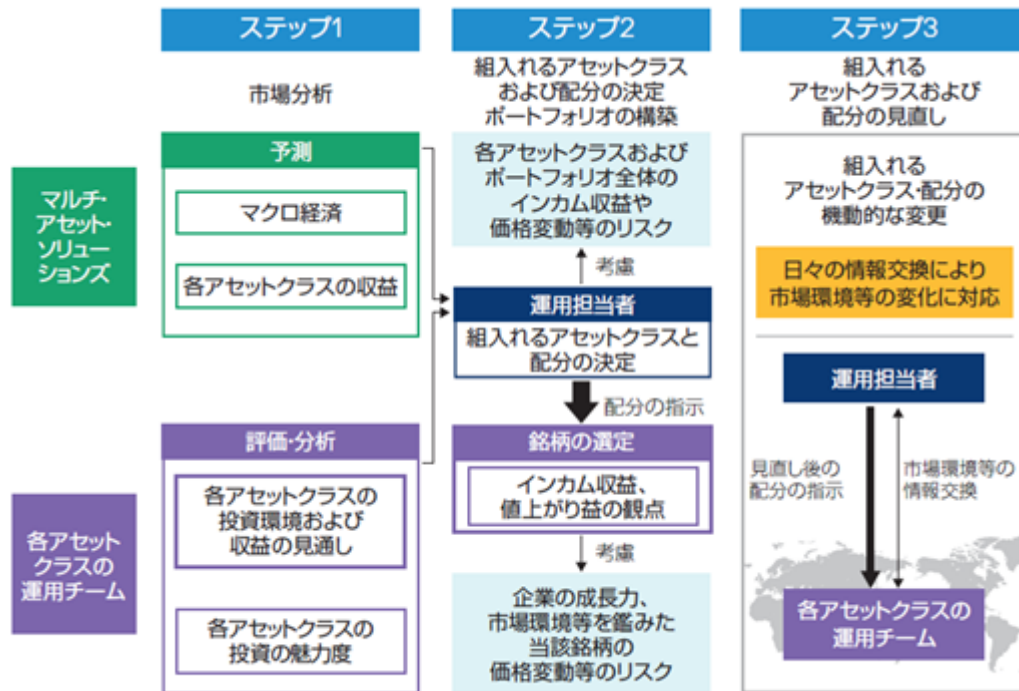 ステップ1
ステップ2
ステップ3
市場分析
組入れるアセットクラス
および配分の決定
ポートフォリオの構築
組入れる
アセットクラスおよび
配分の見直し
マルチ・
アセット・
ソリュー
ションズ
予測
マクロ経済
各アセットクラスの収益
各アセットクラスおよび
ポートフォリオ全体の
インカム収益や
価格変動等のリスク
考慮
運用担当者
組入れるアセットクラスと
配分の決定
配分の指示
組入れる
アセットクラス・配分の
機動的な変更
日々の情報交換により
市場環境等の変化に対応
運用担当者
見直し後の
配分の指示
市場環境等の
情報交換
各アセットクラスの
運用チーム
各アセット
クラスの
運用チーム
評価・分析
各アセットクラスの
投資環境および
収益の見通し
各アセットクラスの
投資の魅力度
銘柄の選定
インカム収益、
値上がり益の観点
考慮
企業の成長力、
市場環境等を鑑みた
当該銘柄の
価格変動等のリスク